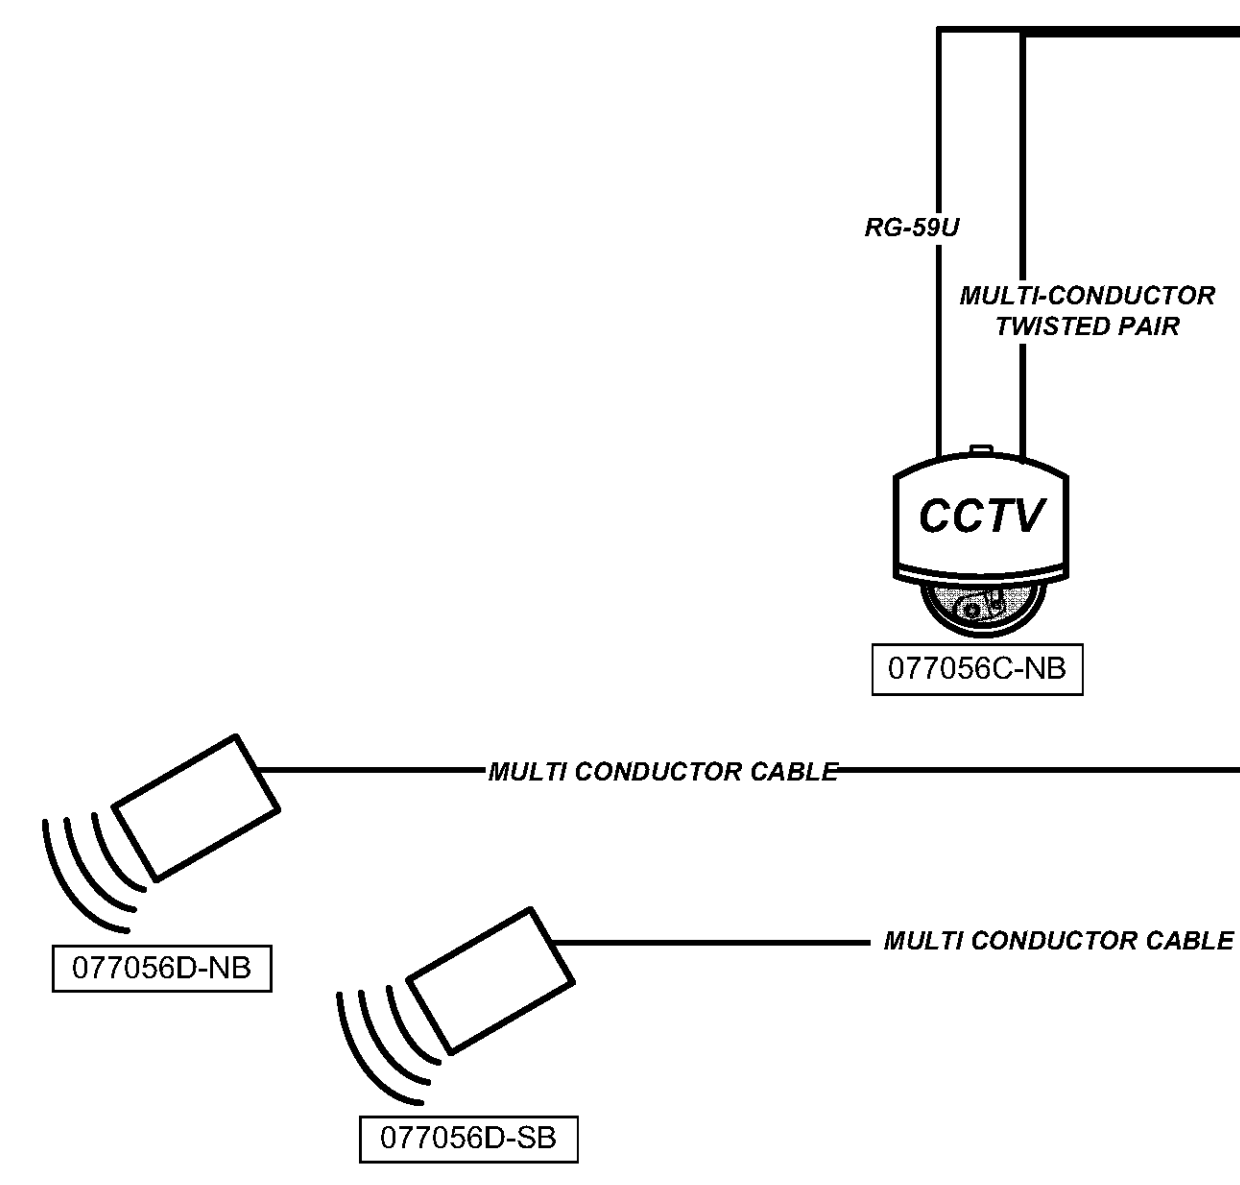 RG-59U
MULTI-CONDUCTOR
TWISTED PAIR
CCTV
077056C-NB
MULTI CONDUCTOR CABLE
077056D-NB
MULTI CONDUCTOR CABLE
077056D-SB